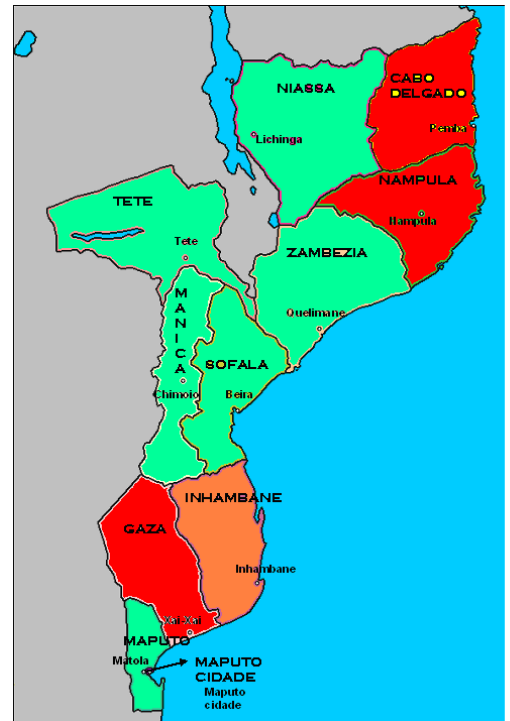 CABO
DELGADO
NIASSA
Pemba
Lichinga
NAMPULA
TETE
Nampula
Tete
ZAMBEZIA
MANICA
Quelimane
SOFALA
Chimoio
Beira
INHAMBANE
GAZA
Inhambane
Xai-Xai
MAPUTO
Matola
MAPUTO
CIDADE
Maputo
cidade